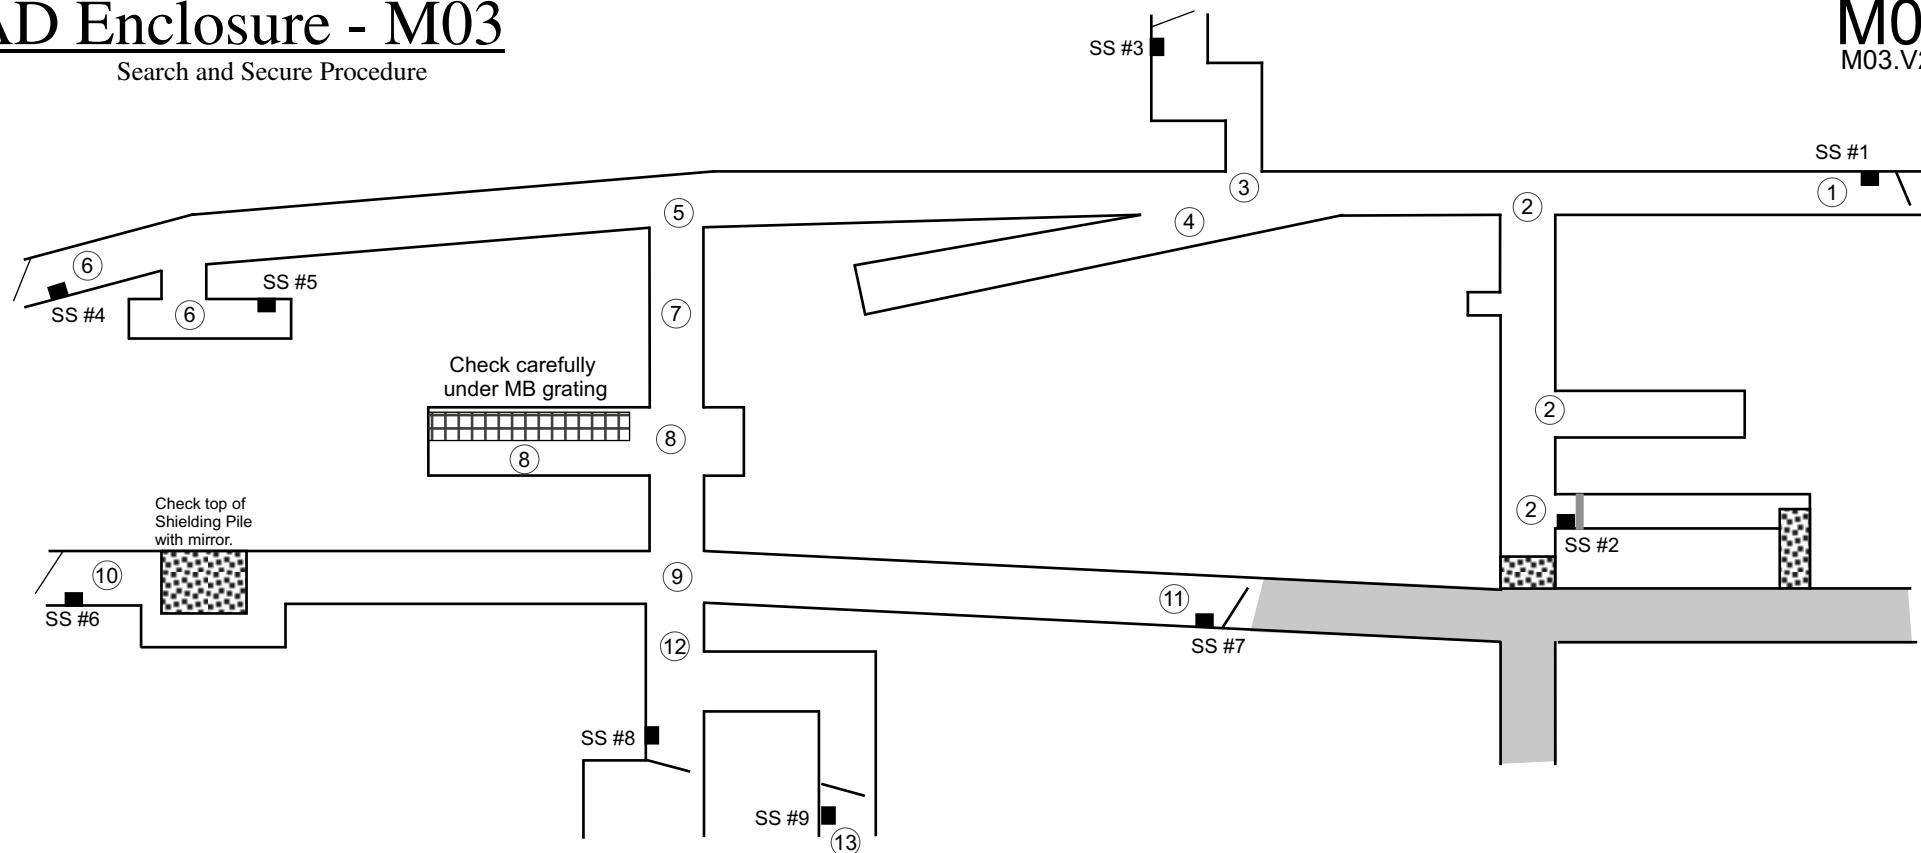 AD Enclosure - M03
Search and Secure Procedure
M0
M03.V2
SS #3
SS #1
3
1
2
5
4
6
SS #5
SS #4
6
7
Check carefully
under MB grating
2
8
8
Check top of
Shielding Pile
with mirror.
2
SS #2
10
9
11
SS #6
SS #7
12
SS #8
SS #9
13